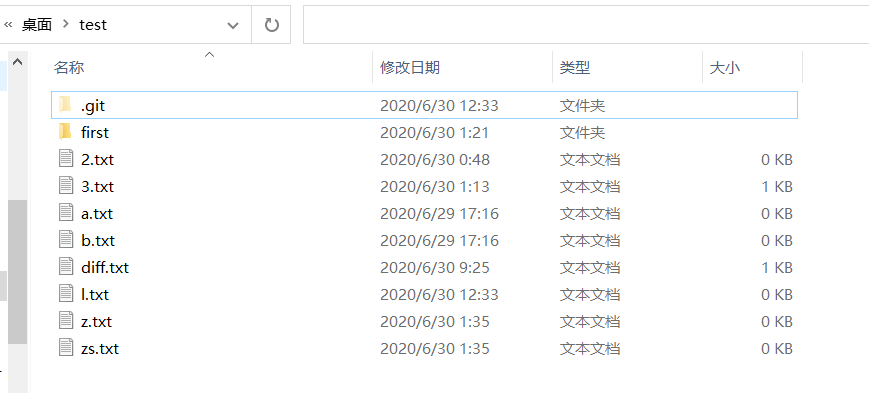 « 桌面 > test
名称 修改日期 类型 大小
.git 2020/6/30 12:33 文件夹
first 2020/6/30 1:21 文件夹
2.txt 2020/6/30 0:48 文本文档 0 KB
3.txt 2020/6/30 1:13 文本文档 1 KB
a.txt 2020/6/29 17:16 文本文档 0 KB
b.txt 2020/6/29 17:16 文本文档 0 KB
diff.txt 2020/6/30 9:25 文本文档 1 KB
l.txt 2020/6/30 12:33 文本文档 0 KB
z.txt 2020/6/30 1:35 文本文档 0 KB
zs.txt 2020/6/30 1:35 文本文档 0 KB